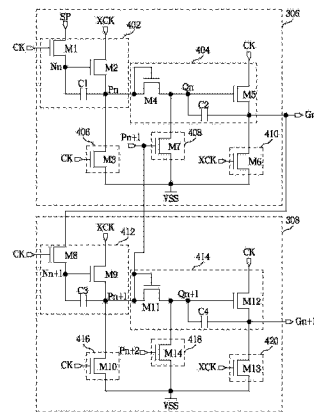 SP
XCK
402
306
CK
M1
M2
Nn
C1
Pn
404
CK
M4
Qn
M5
C2
Gn
406
CK
M3
Pn+1
M7
408
410
XCK
M6
VSS
308
XCK
412
CK
M8
M9
Nn+1
C3
Pn+1
414
CK
M11
Qn+1
M12
C4
Gn+1
416
CK
M10
Pn+2
M14
418
420
XCK
M13
VSS